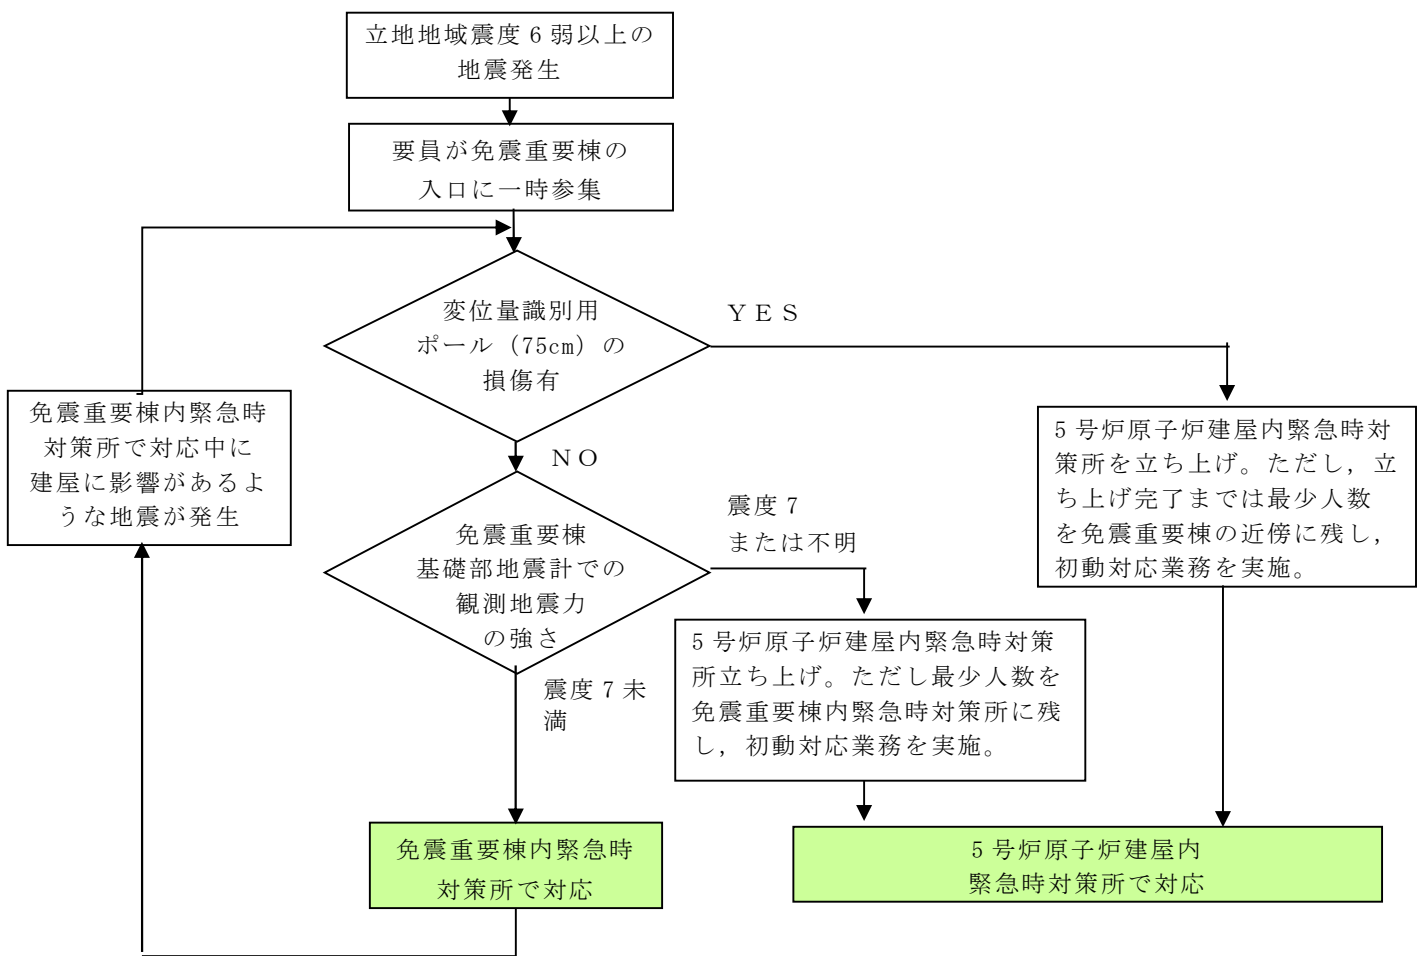 立地地域震度6弱以上の
地震発生
要員が免震重要棟の
入口に一時参集
変位量識別用
ポール（75cm）の
損傷有
ＹＥＳ
ＮＯ
免震重要棟内緊急時
対策所で対応中に
建屋に影響があるよ
うな地震が発生
5号炉原子炉建屋内緊急時対
策所を立ち上げ。ただし，立
ち上げ完了までは最少人数
を免震重要棟の近傍に残し，
初動対応業務を実施。
免震重要棟
基礎部地震計での
観測地震力
の強さ
震度7
または不明
震度7未
満
5号炉原子炉建屋内緊急時対策
所立ち上げ。ただし最少人数を
免震重要棟内緊急時対策所に残
し，初動対応業務を実施。
免震重要棟内緊急時
対策所で対応
5号炉原子炉建屋内
緊急時対策所で対応